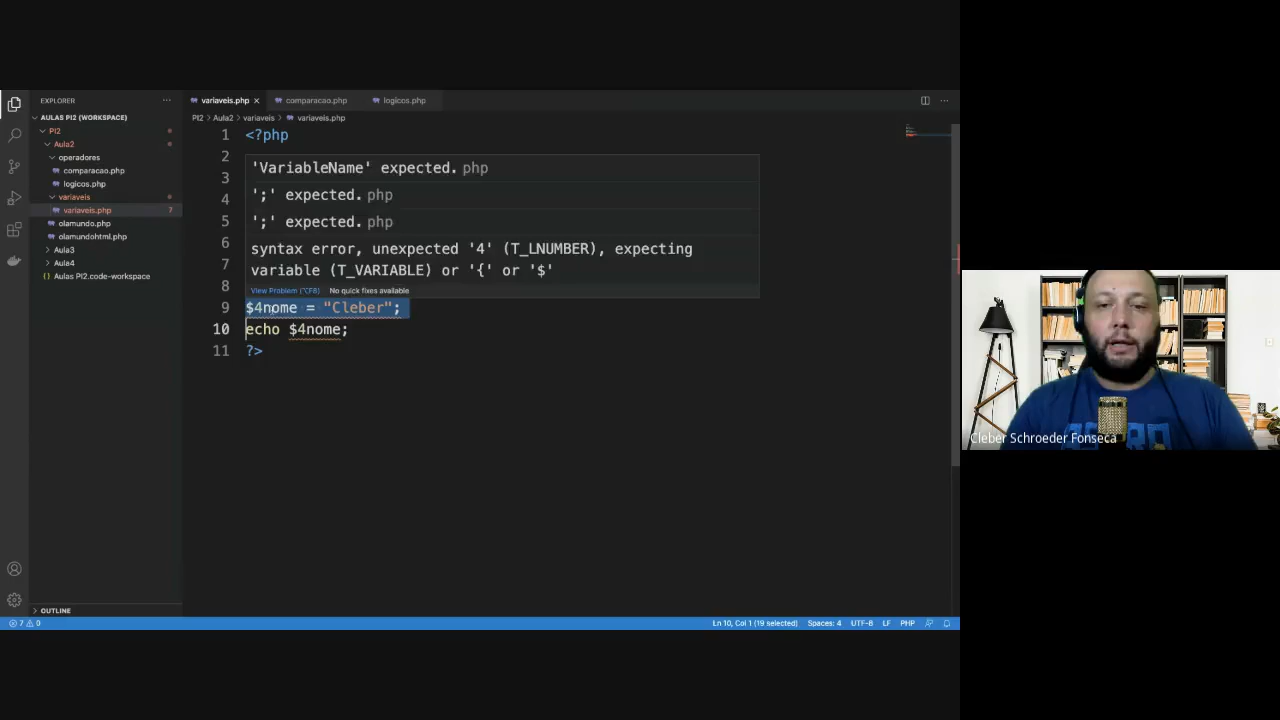 EXPLORER
···
variaveis.php ×
comparacao.php
logicos.php
···
AULAS PI2 (WORKSPACE)
PI2 > Aula2 > variaveis > variaveis.php
PI2
Aula2
operadores
comparacao.php
logicos.php
variaveis
variaveis.php 7
olamundo.php
olamundohtml.php
Aula3
Aula4
{} Aulas PI2.code-workspace
1 <?php
2
3
4
5
6
7
8
'VariableName' expected. php
';' expected. php
';' expected. php
syntax error, unexpected '4' (T_LNUMBER), expecting
variable (T_VARIABLE) or '{' or '$'
View Problem (⌥F8) No quick fixes available
9 $4nome = "Cleber";
10 echo $4nome;
11 ?>
Cleber Schroeder Fonseca
OUTLINE
7 0
Ln 10, Col 1 (19 selected) Spaces: 4 UTF-8 LF PHP